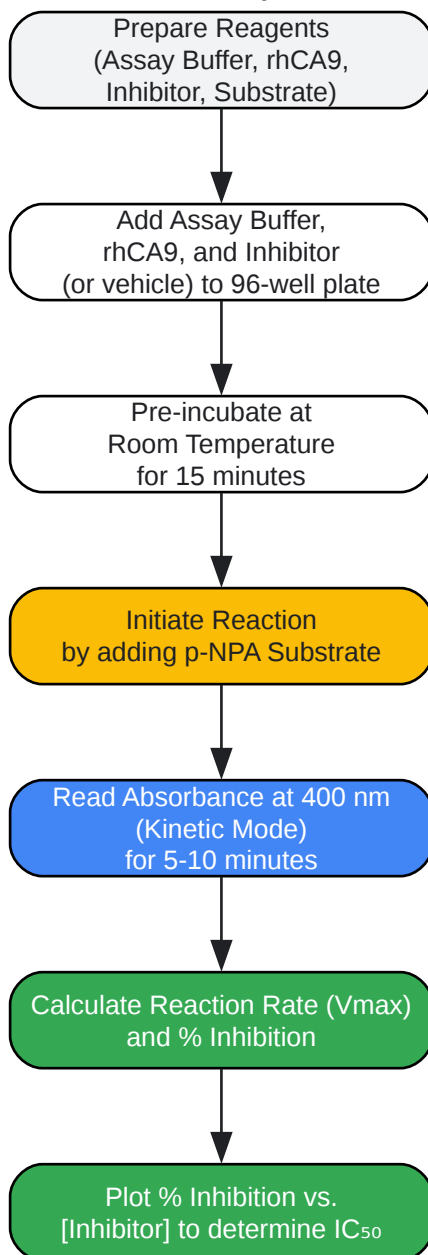 Prepare Reagents
(Assay Buffer, rhCA9,
Inhibitor, Substrate)
Add Assay Buffer,
rhCA9, and Inhibitor
(or vehicle) to 96-well plate
Pre-incubate at
Room Temperature
for 15 minutes
Initiate Reaction
by adding p-NPA Substrate
Read Absorbance at 400 nm
(Kinetic Mode)
for 5-10 minutes
Calculate Reaction Rate (Vmax)
and % Inhibition
Plot % Inhibition vs.
[Inhibitor] to determine IC₅₀